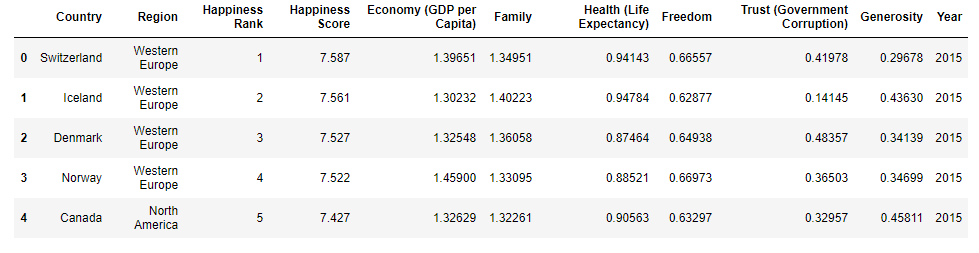 Country Region Happiness Rank Happiness Score Economy (GDP per Capita) Family Health (Life Expectancy) Freedom Trust (Government Corruption) Generosity Year
0 Switzerland Western Europe 1 7.587 1.39651 1.34951 0.94143 0.66557 0.41978 0.29678 2015
1 Iceland Western Europe 2 7.561 1.30232 1.40223 0.94784 0.62877 0.14145 0.43630 2015
2 Denmark Western Europe 3 7.527 1.32548 1.36058 0.87464 0.64938 0.48357 0.34139 2015
3 Norway Western Europe 4 7.522 1.45900 1.33095 0.88521 0.66973 0.36503 0.34699 2015
4 Canada North America 5 7.427 1.32629 1.32261 0.90563 0.63297 0.32957 0.45811 2015